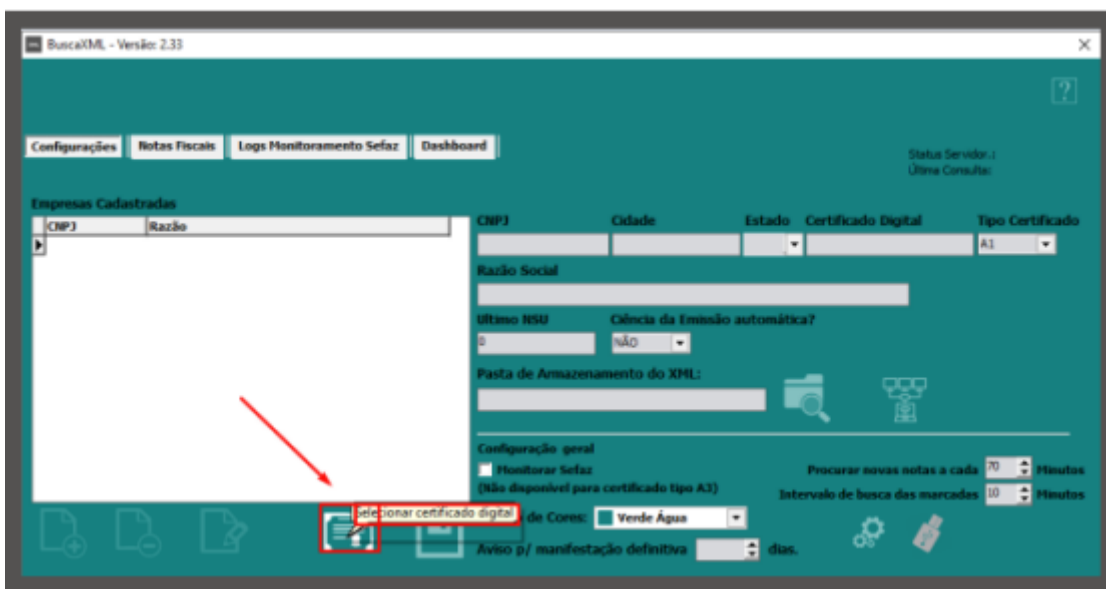 BuscaXML - Versão: 2.33
Configurações Notas Fiscais Logs Monitoramento Sefaz Dashboard
Status Servidor.:
Última Consulta:
Empresas Cadastradas
CNPJ Razão
CNPJ Cidade Estado Certificado Digital Tipo Certificado
A1
Razão Social
Ultimo NSU Ciência da Emissão automática?
0 NÃO
Pasta de Armazenamento do XML:
Configuração geral
Monitorar Sefaz
(Não disponível para certificado tipo A3)
Procurar novas notas a cada 70 Minutos
Intervalo de busca das marcadas 10 Minutos
Selecionar certificado digital
de Cores: Verde Água
Aviso p/ manifestação definitiva dias.